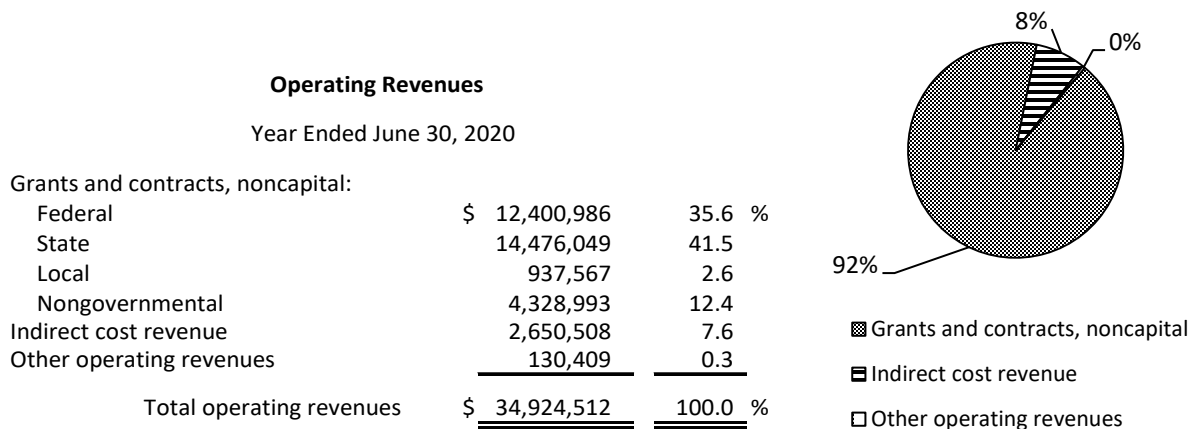 Operating Revenues
Year Ended June 30, 2020
Grants and contracts, noncapital:
Federal $ 12,400,986 35.6 %
State 14,476,049 41.5
Local 937,567 2.6
Nongovernmental 4,328,993 12.4
Indirect cost revenue 2,650,508 7.6
Other operating revenues 130,409 0.3
Total operating revenues $ 34,924,512 100.0 %
8%
0%
92%
Grants and contracts, noncapital
Indirect cost revenue
Other operating revenues